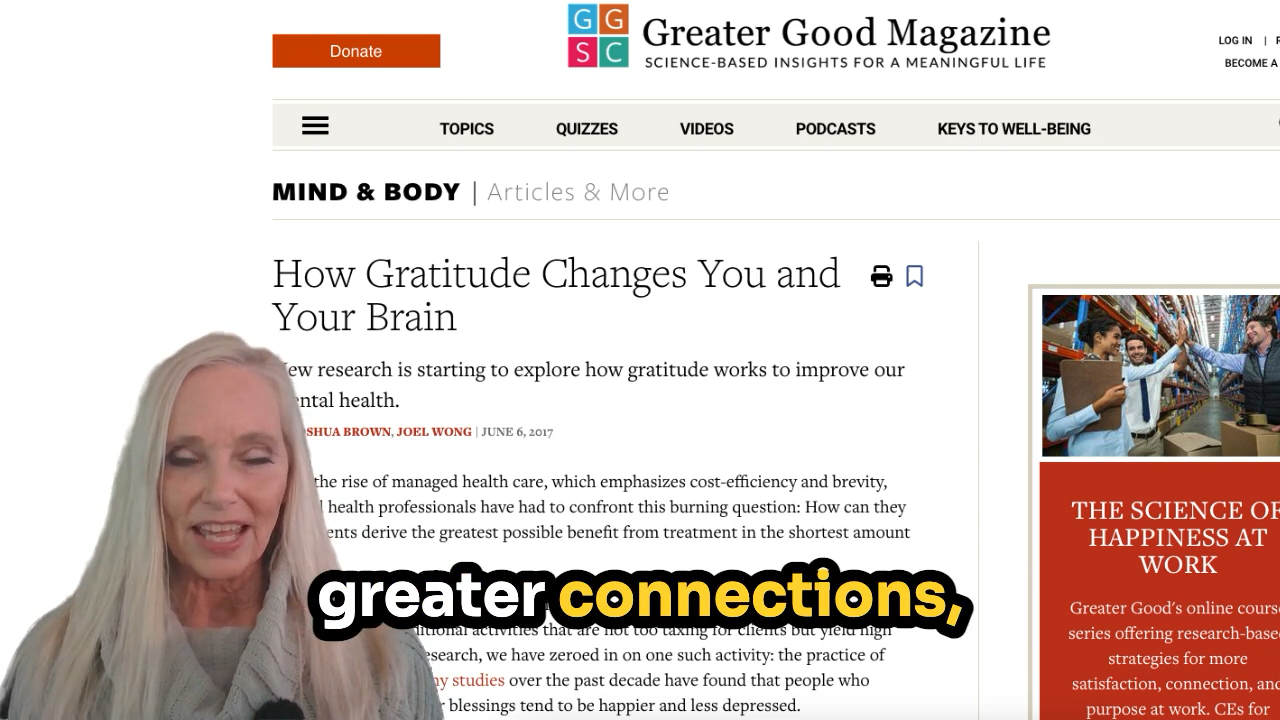 Donate
GG
SC
Greater Good Magazine
SCIENCE-BASED INSIGHTS FOR A MEANINGFUL LIFE
LOG IN |
BECOME A
TOPICS QUIZZES VIDEOS PODCASTS KEYS TO WELL-BEING
MIND & BODY | Articles & More
How Gratitude Changes You and
Your Brain
research is starting to explore how gratitude works to improve our
health.
BROWN, JOEL WONG | JUNE 6, 2017
the rise of managed health care, which emphasizes cost-efficiency and brevity,
health professionals have had to confront this burning question: How can they
derive the greatest possible benefit from treatment in the shortest amount
greater connections,
activities that are not too taxing for clients but yield high
we have zeroed in on one such activity: the practice of
studies over the past decade have found that people who
blessings tend to be happier and less depressed.
THE SCIENCE OF
HAPPINESS AT
WORK
Greater Good's online course
series offering research-based
strategies for more
satisfaction, connection, and
purpose at work. CEs for